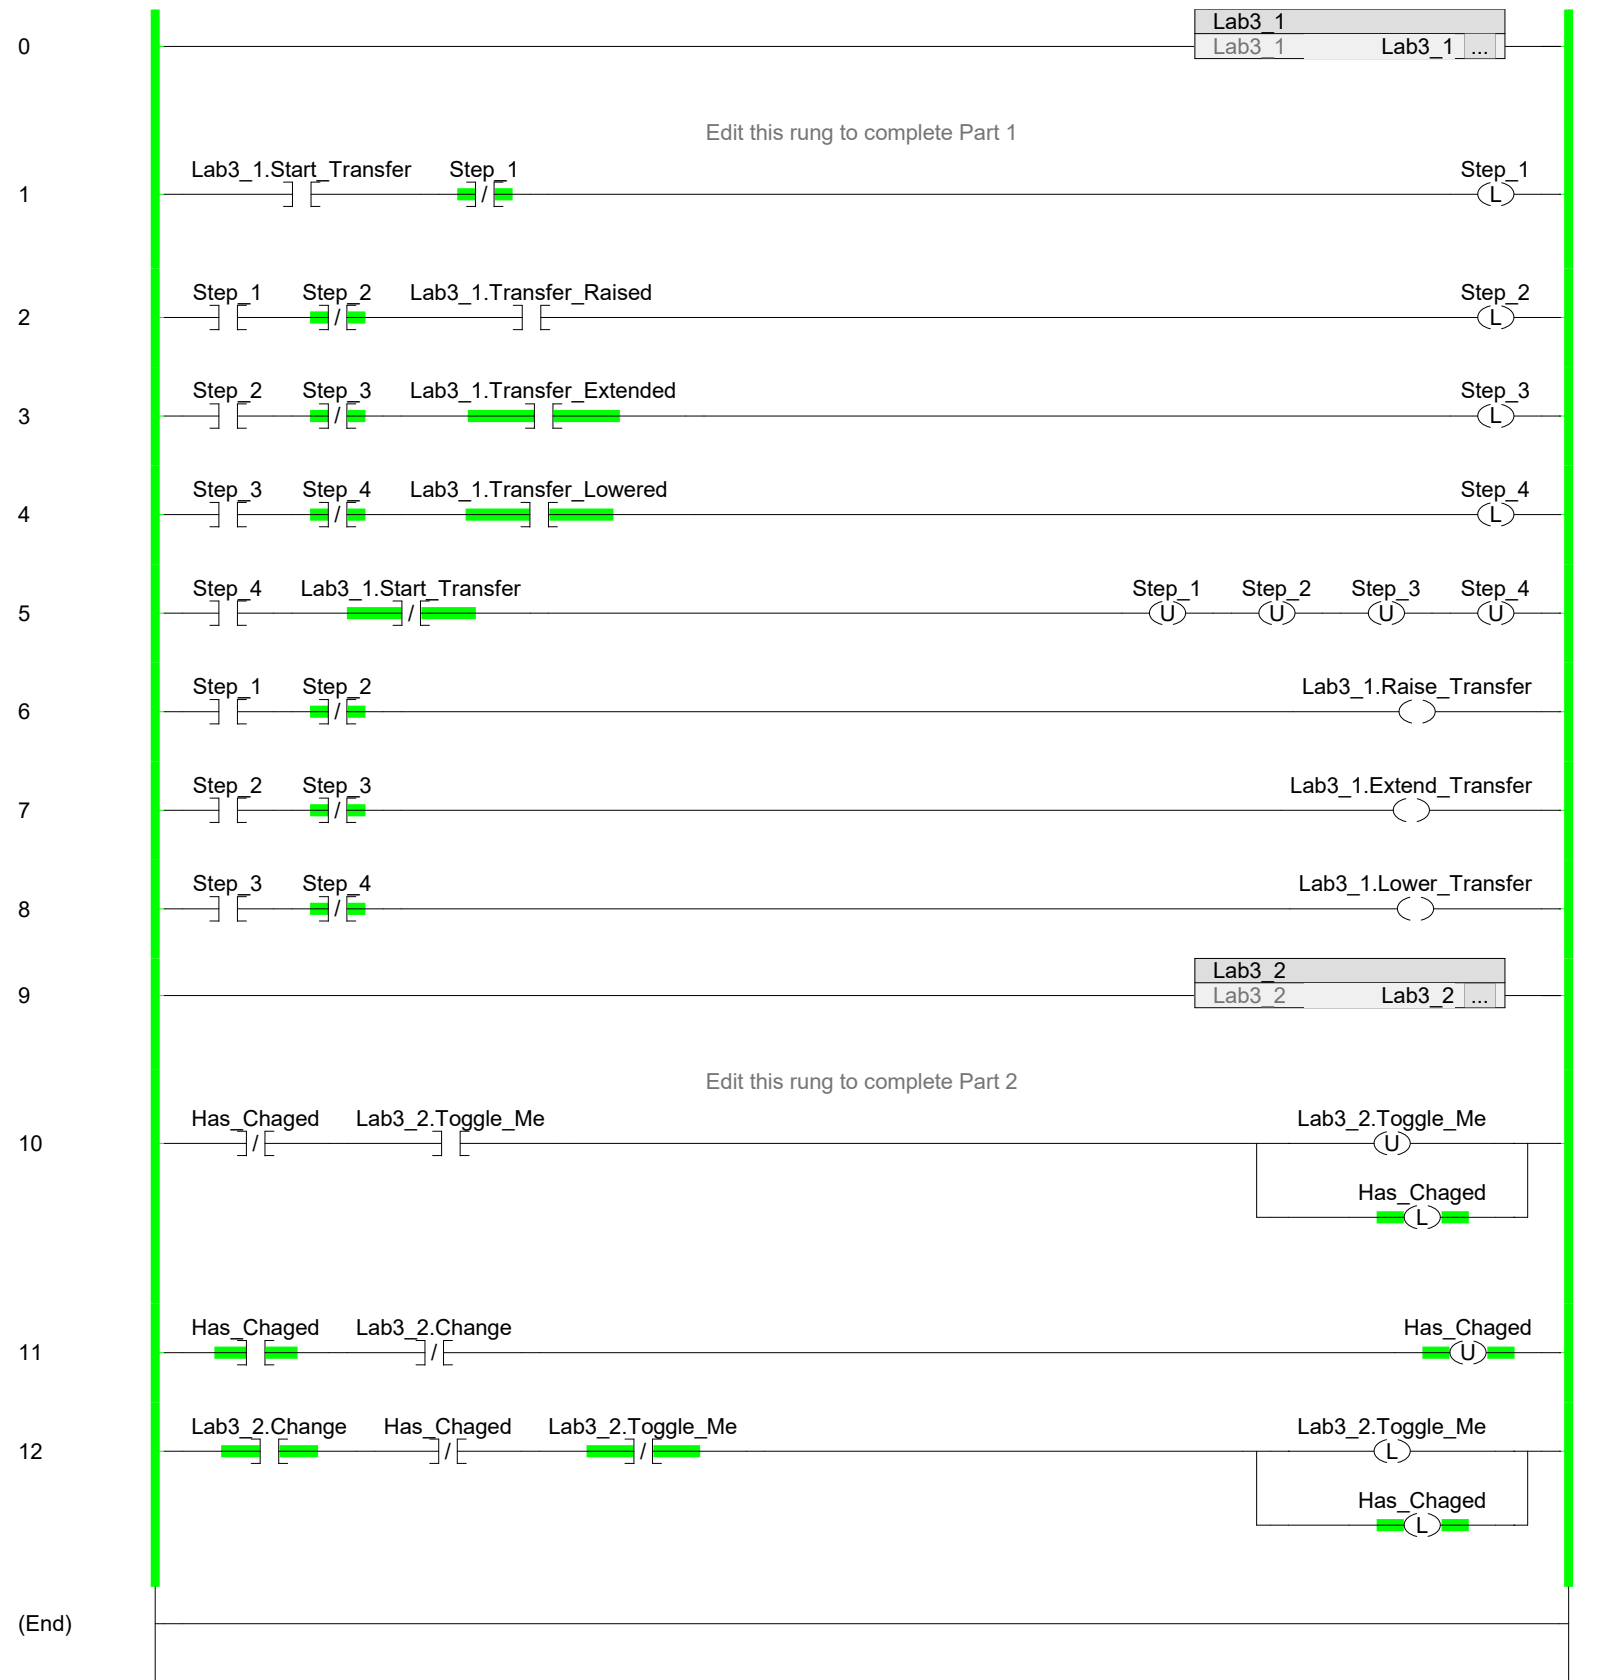 Lab3_1
0
Lab3_1 Lab3_1 ...
Edit this rung to complete Part 1
Lab3_1.Start_Transfer Step_1 Step_1
1 / L
Step_1 Step_2 Lab3_1.Transfer_Raised Step_2
2 / L
Step_2 Step_3 Lab3_1.Transfer_Extended Step_3
3 / L
Step_3 Step_4 Lab3_1.Transfer_Lowered Step_4
4 / L
Step_4 Lab3_1.Start_Transfer Step_1 Step_2 Step_3 Step_4
5 / U U U U
Step_1 Step_2 Lab3_1.Raise_Transfer
6 /
Step_2 Step_3 Lab3_1.Extend_Transfer
7 /
Step_3 Step_4 Lab3_1.Lower_Transfer
8 /
Lab3_2
9 Lab3_2 Lab3_2 ...
Edit this rung to complete Part 2
Has_Chaged Lab3_2.Toggle_Me Lab3_2.Toggle_Me
10 / U
Has_Chaged
L
Has_Chaged Lab3_2.Change Has_Chaged
11 / U
Lab3_2.Change Has_Chaged Lab3_2.Toggle_Me Lab3_2.Toggle_Me
12 / / L
Has_Chaged
L
(End)